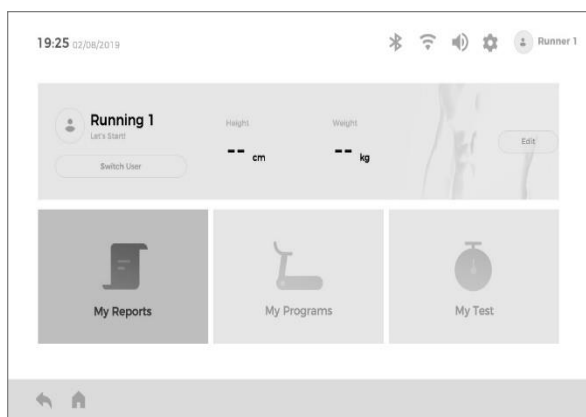 19:25 02/08/2019
Runner 1
Running 1
Let's Start!
Switch User
Height
-- cm
Weight
-- kg
Edit
My Reports
My Programs
My Test